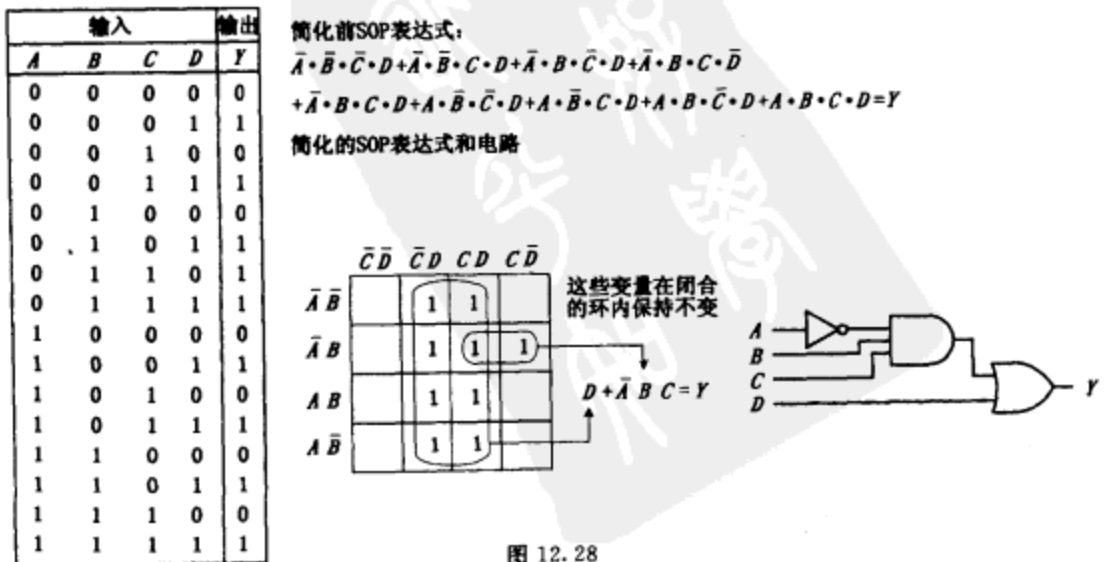 输入 输出
A B C D Y
0 0 0 0 0
0 0 0 1 1
0 0 1 0 0
0 0 1 1 1
0 1 0 0 0
0 1 0 1 1
0 1 1 0 1
0 1 1 1 1
1 0 0 0 0
1 0 0 1 1
1 0 1 0 0
1 0 1 1 1
1 1 0 0 0
1 1 0 1 1
1 1 1 0 0
1 1 1 1 1
简化前SOP表达式:
A̅•B̅•C̅•D+A̅•B̅•C•D+A̅•B•C̅•D+A̅•B•C•D̅
+A̅•B•C•D+A•B̅•C̅•D+A•B̅•C•D+A•B•C̅•D+A•B•C•D=Y
简化的SOP表达式和电路
C̅ D̅ C̅ D C D C D̅
A̅ B̅ 1 1
A̅ B 1 1 1
A B 1 1
A B̅ 1 1
这些变量在闭合
的环内保持不变
D+A̅ B C=Y
A
B
C
D
Y
图 12.28